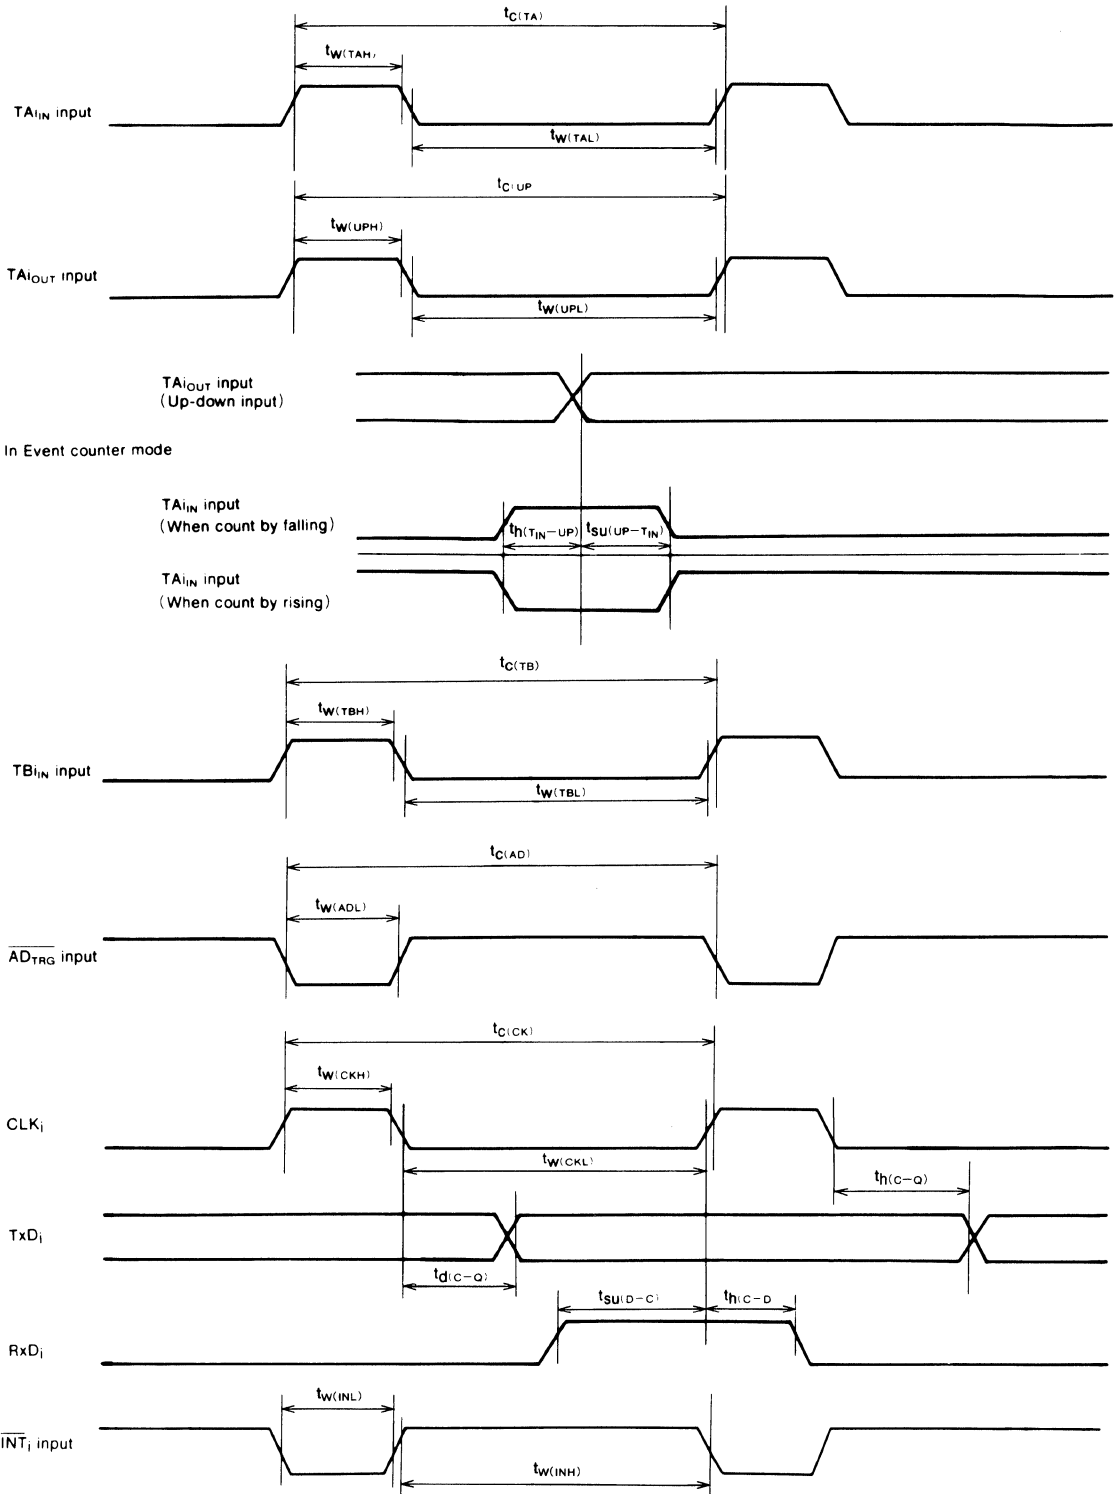 tC(TA)
tW(TAH)
TAiIN input
tW(TAL)
tC(UP
tW(UPH)
TAiOUT input
tW(UPL)
TAiOUT input
(Up-down input)
In Event counter mode
TAiIN input
(When count by falling)
th(TIN−UP)
tSU(UP−TIN)
TAiIN input
(When count by rising)
tC(TB)
tW(TBH)
TBiIN input
tW(TBL)
tC(AD)
tW(ADL)
ADTRG input
tC(CK)
tW(CKH)
CLKi
tW(CKL)
th(C−Q)
TxDi
td(C−Q)
tSU(D−C)
th(C−D
RxDi
tW(INL)
INTi input
tW(INH)